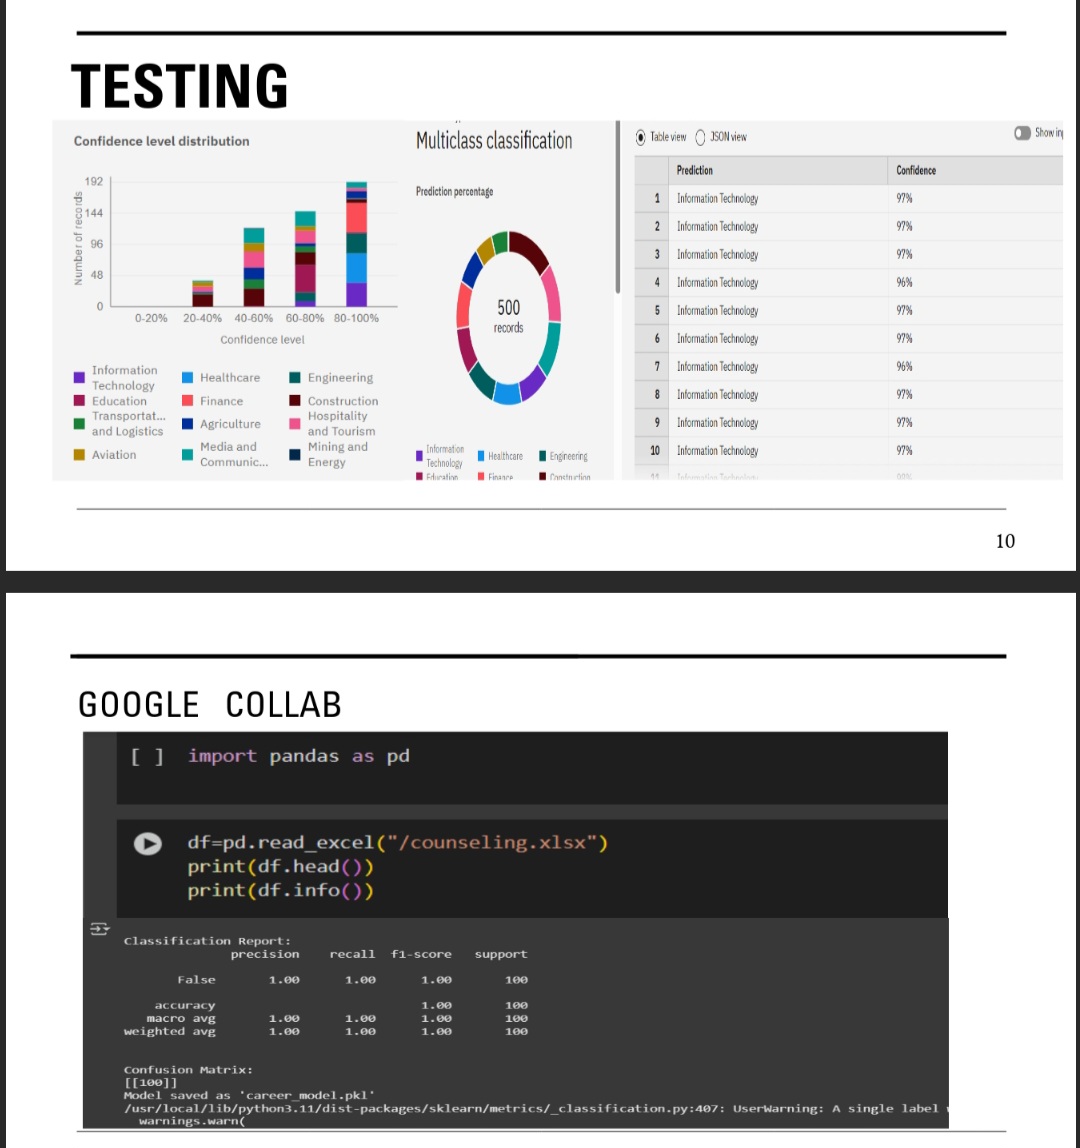 TESTING
Confidence level distribution
Number of records
192
144
96
48
0
0-20% 20-40% 40-60% 60-80% 80-100%
Confidence level
Information Technology
Healthcare
Engineering
Education
Finance
Construction
Transportat... and Logistics
Agriculture
Hospitality and Tourism
Aviation
Media and Communic...
Mining and Energy
Multiclass classification
Prediction percentage
500
records
Information Technology
Healthcare
Engineering
Education
Finance
Construction
Table view JSON view
Show
Prediction Confidence
1 Information Technology 97%
2 Information Technology 97%
3 Information Technology 97%
4 Information Technology 96%
5 Information Technology 97%
6 Information Technology 97%
7 Information Technology 96%
8 Information Technology 97%
9 Information Technology 97%
10 Information Technology 97%
11 Information Technology
10
GOOGLE COLLAB
[ ] import pandas as pd
df=pd.read_excel("/counseling.xlsx")
print(df.head())
print(df.info())
Classification Report:
precision recall f1-score support
False 1.00 1.00 1.00 100
accuracy 1.00 100
macro avg 1.00 1.00 1.00 100
weighted avg 1.00 1.00 1.00 100
Confusion Matrix:
[[100]]
Model saved as 'career_model.pkl'
/usr/local/lib/python3.11/dist-packages/sklearn/metrics/_classification.py:407: UserWarning: A single label
warnings.warn(